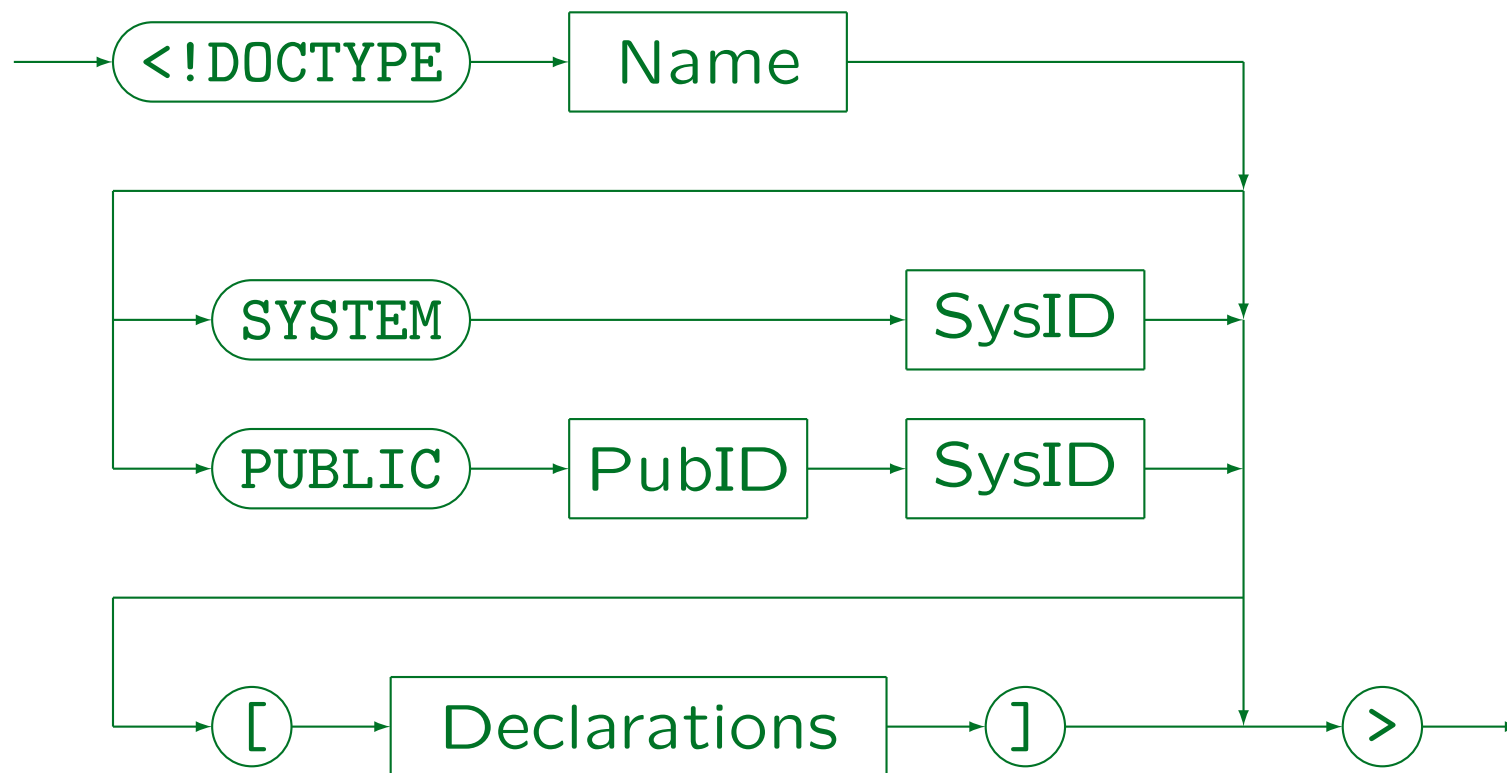 <!DOCTYPE Name
SYSTEM SysID
PUBLIC PubID SysID
[ Declarations ] >